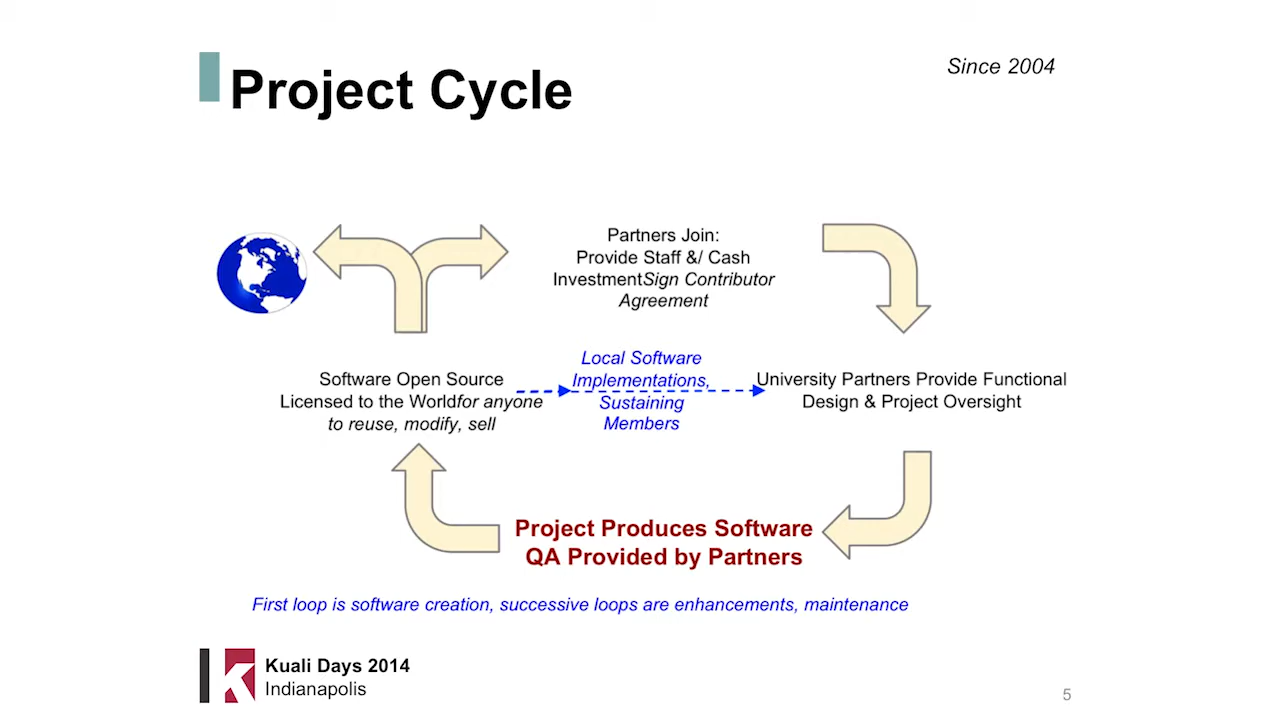 Since 2004
Project Cycle
Partners Join:
Provide Staff &/ Cash
InvestmentSign Contributor
Agreement
Software Open Source
Licensed to the Worldfor anyone
to reuse, modify, sell
Local Software
Implementations,
Sustaining
Members
University Partners Provide Functional
Design & Project Oversight
Project Produces Software
QA Provided by Partners
First loop is software creation, successive loops are enhancements, maintenance
Kuali Days 2014
Indianapolis
5